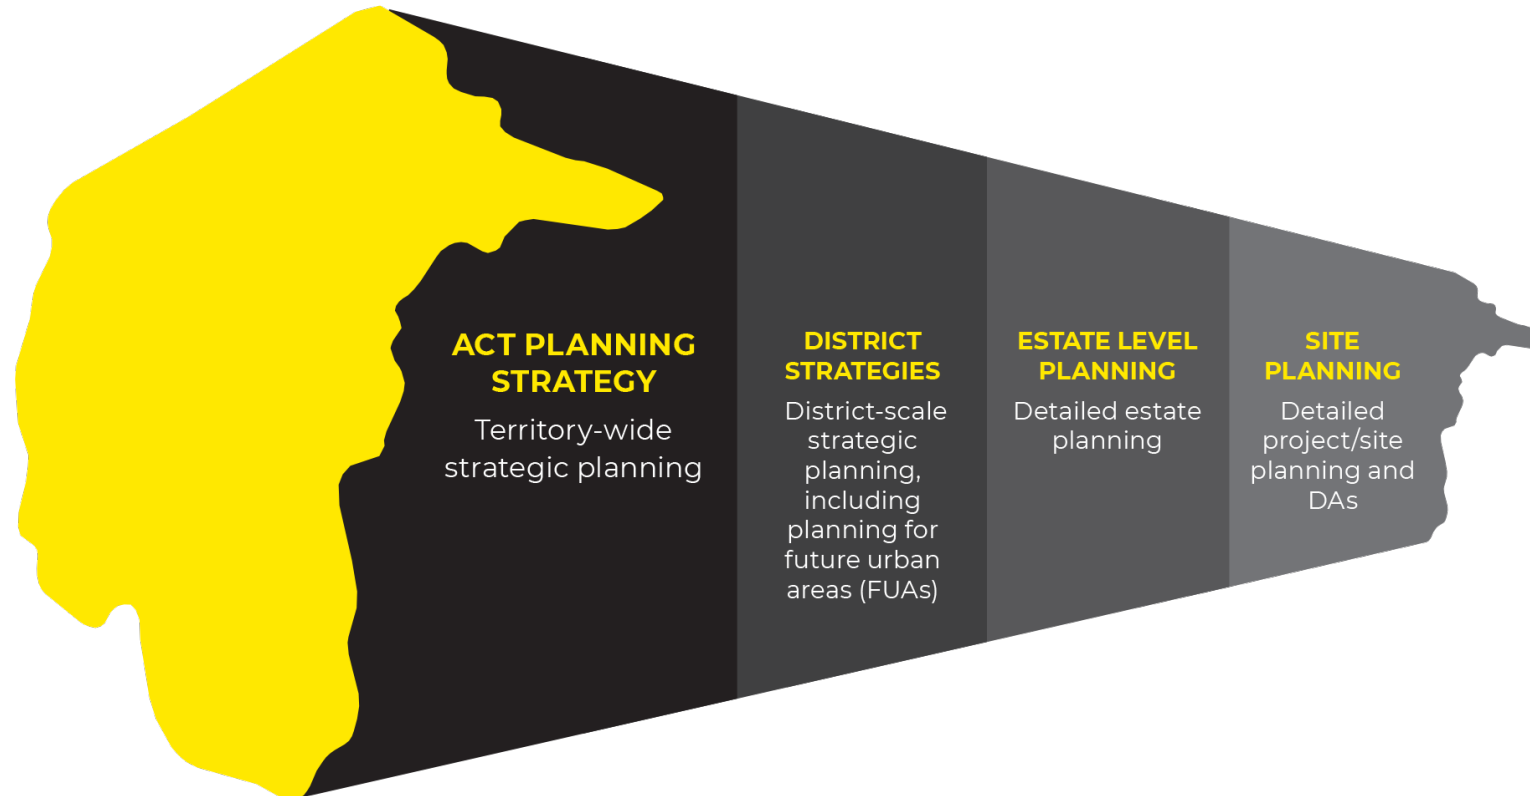 ACT PLANNING
STRATEGY
Territory-wide
strategic planning
DISTRICT
STRATEGIES
District-scale
strategic
planning,
including
planning for
future urban
areas (FUAs)
ESTATE LEVEL
PLANNING
Detailed estate
planning
SITE
PLANNING
Detailed
project/site
planning and
DAs